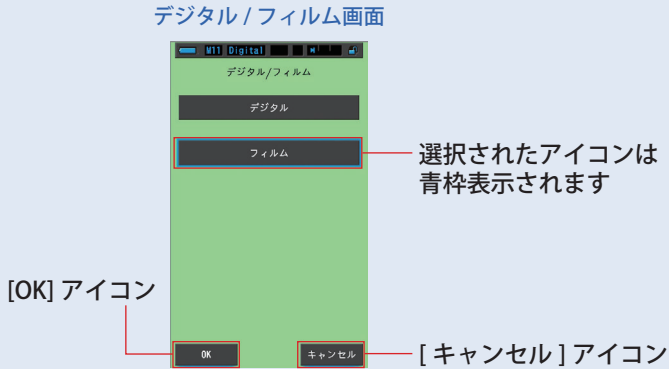 デジタル / フィルム画面
M11 Digital
デジタル/フィルム
デジタル
フィルム
選択されたアイコンは
青枠表示されます
[OK] アイコン
OK
キャンセル
[ キャンセル ] アイコン